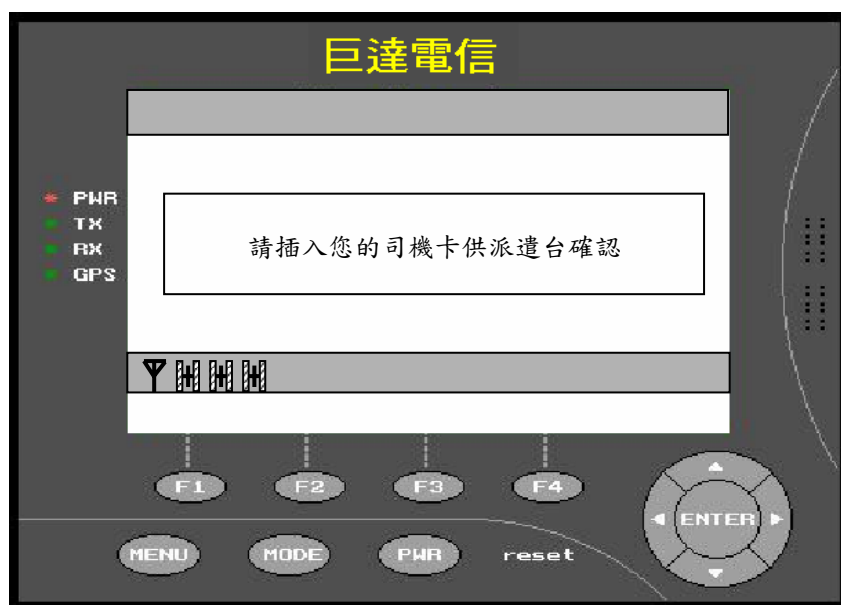 巨達電信
PWR
TX
RX
GPS
請插入您的司機卡供派遣台確認
F1 F2 F3 F4
ENTER
MENU MODE PWR reset